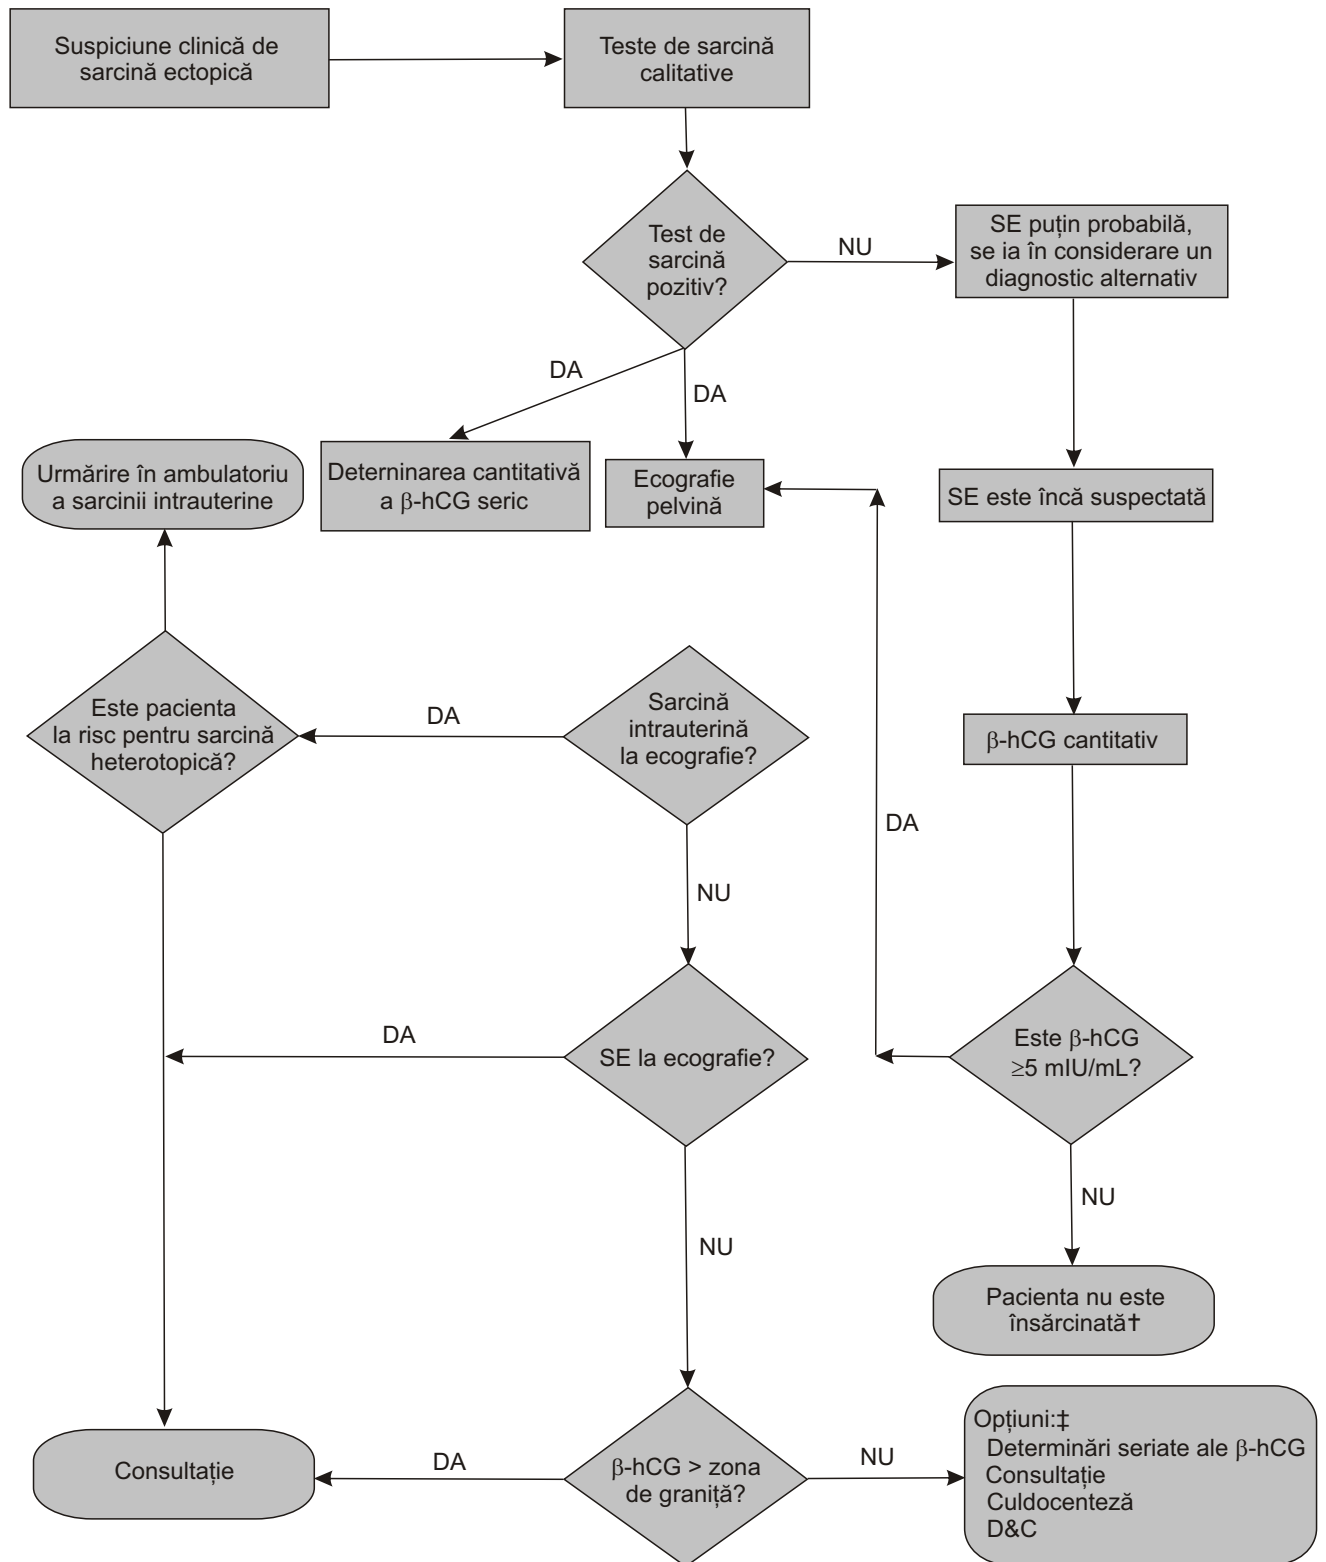 Suspiciune clinică de
sarcină ectopică
Teste de sarcină
calitative
Test de
sarcină
pozitiv?
NU
SE puțin probabilă,
se ia în considerare un
diagnostic alternativ
DA
DA
Urmărire în ambulatoriu
a sarcinii intrauterine
Deterninarea cantitativă
a β-hCG seric
Ecografie
pelvină
SE este încă suspectată
Este pacienta
la risc pentru sarcină
heterotopică?
DA
Sarcină
intrauterină
la ecografie?
β-hCG cantitativ
DA
NU
DA
SE la ecografie?
Este β-hCG
≥5 mIU/mL?
NU
NU
Pacienta nu este
însărcinată†
Consultație
DA
β-hCG > zona
de graniță?
NU
Opțiuni:‡
Determinări seriate ale β-hCG
Consultație
Culdocenteză
D&C